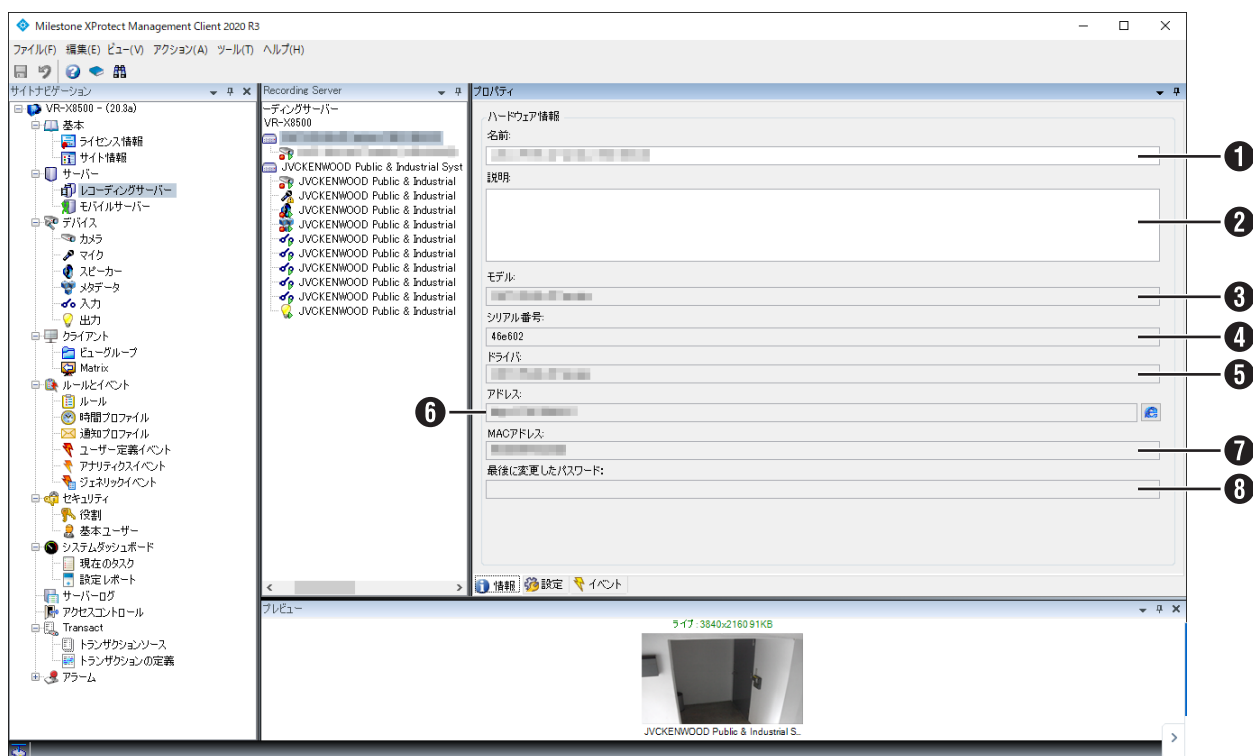 Milestone XProtect Management Client 2020 R3
ファイル(F) 編集(E) ビュー(V) アクション(A) ツール(T) ヘルプ(H)
サイトナビゲーション
VR-X8500 - (20.3a)
基本
ライセンス情報
サイト情報
サーバー
レコーディングサーバー
モバイルサーバー
デバイス
カメラ
マイク
スピーカー
メタデータ
入力
出力
クライアント
ビューグループ
Matrix
ルールとイベント
ルール
時間プロファイル
通知プロファイル
ユーザー定義イベント
アナリティクスイベント
ジェネリックイベント
セキュリティ
役割
基本ユーザー
システムダッシュボード
現在のタスク
設定レポート
サーバーログ
アクセスコントロール
Transact
トランザクションソース
トランザクションの定義
アラーム
Recording Server
ーディングサーバー
VR-X8500
JVCKENWOOD Public & Industrial Syst
JVCKENWOOD Public & Industrial
JVCKENWOOD Public & Industrial
JVCKENWOOD Public & Industrial
JVCKENWOOD Public & Industrial
JVCKENWOOD Public & Industrial
JVCKENWOOD Public & Industrial
JVCKENWOOD Public & Industrial
JVCKENWOOD Public & Industrial
JVCKENWOOD Public & Industrial
JVCKENWOOD Public & Industrial
プロパティ
ハードウェア情報
名前:
1
説明:
2
モデル:
3
シリアル番号:
46e602
4
ドライバ:
5
アドレス:
6
MACアドレス:
7
最後に変更したパスワード:
8
情報 設定 イベント
プレビュー
ライブ : 3840x2160 91KB
JVCKENWOOD Public & Industrial S..